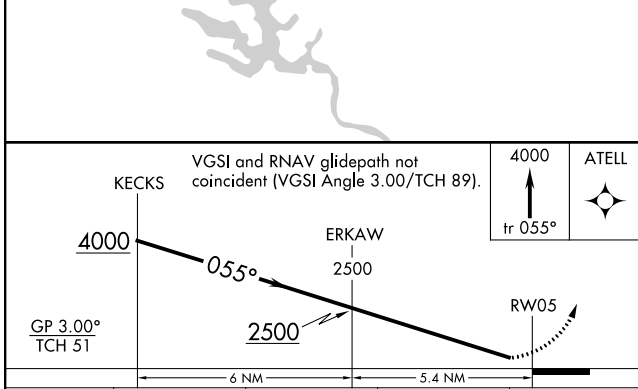 VGSI and RNAV glidepath not
coincident (VGSI Angle 3.00/TCH 89).
4000
tr 055°
ATELL
KECKS
4000
055°
ERKAW
2500
2500
RW05
GP 3.00°
TCH 51
6 NM
5.4 NM